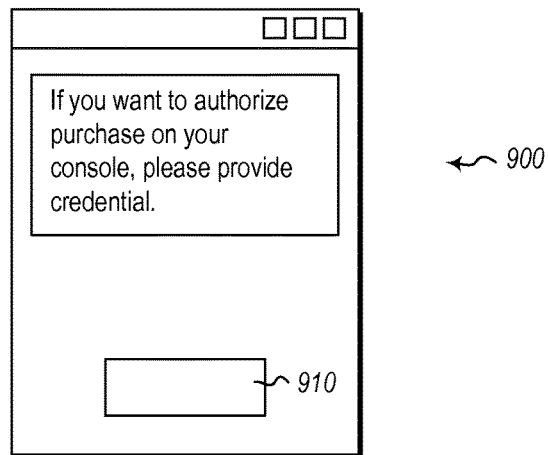 If you want to authorize
purchase on your
console, please provide
credential.
900
910